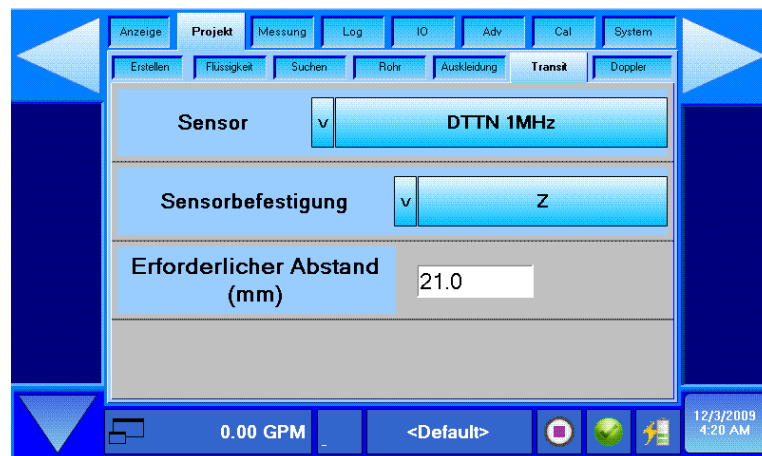 Anzeige Projekt Messung Log IO Adv Cal System
Erstellen Flüssigkeit Suchen Rohr Auskleidung Transit Doppler
Sensor v DTTN 1MHz
Sensorbefestigung v Z
Erforderlicher Abstand
(mm) 21.0
0.00 GPM _ <Default> 12/3/2009
4:20 AM